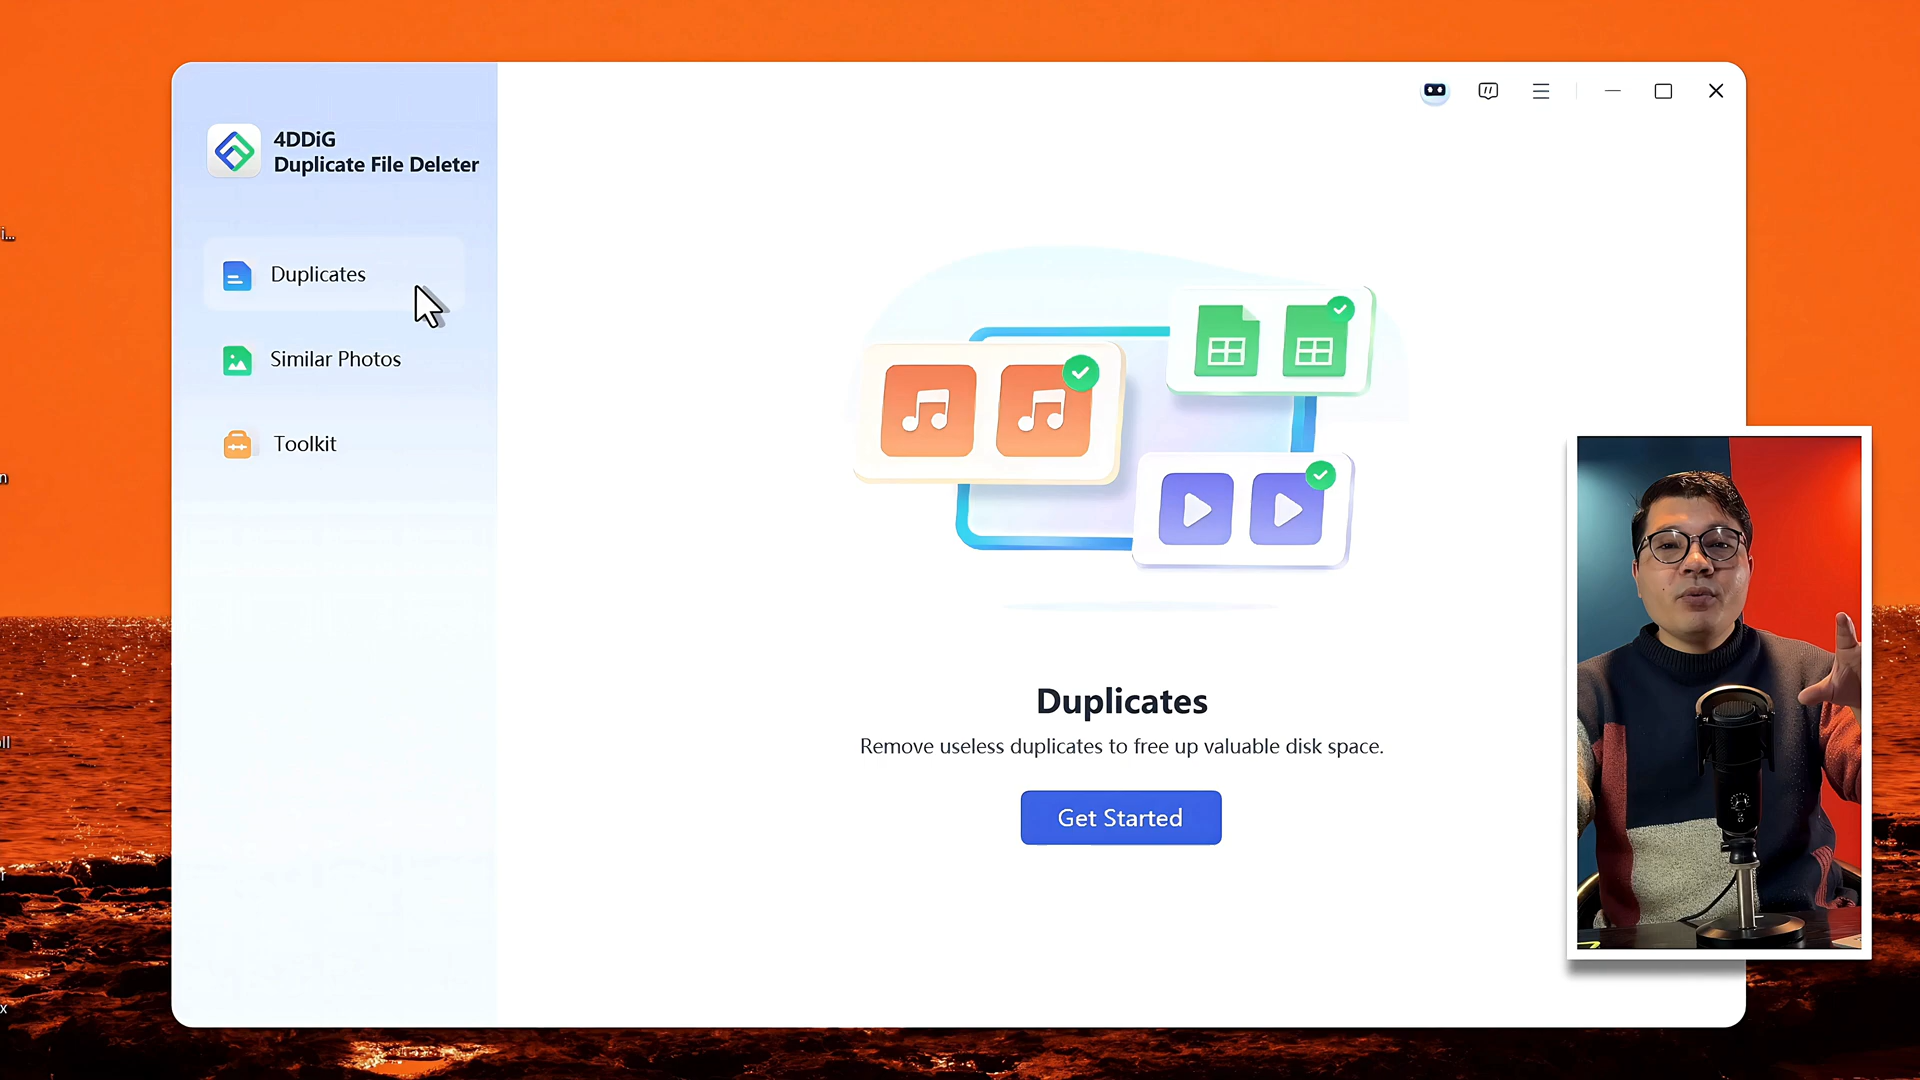 4DDiG
Duplicate File Deleter
Duplicates
Similar Photos
Toolkit
Duplicates
Remove useless duplicates to free up valuable disk space.
Get Started